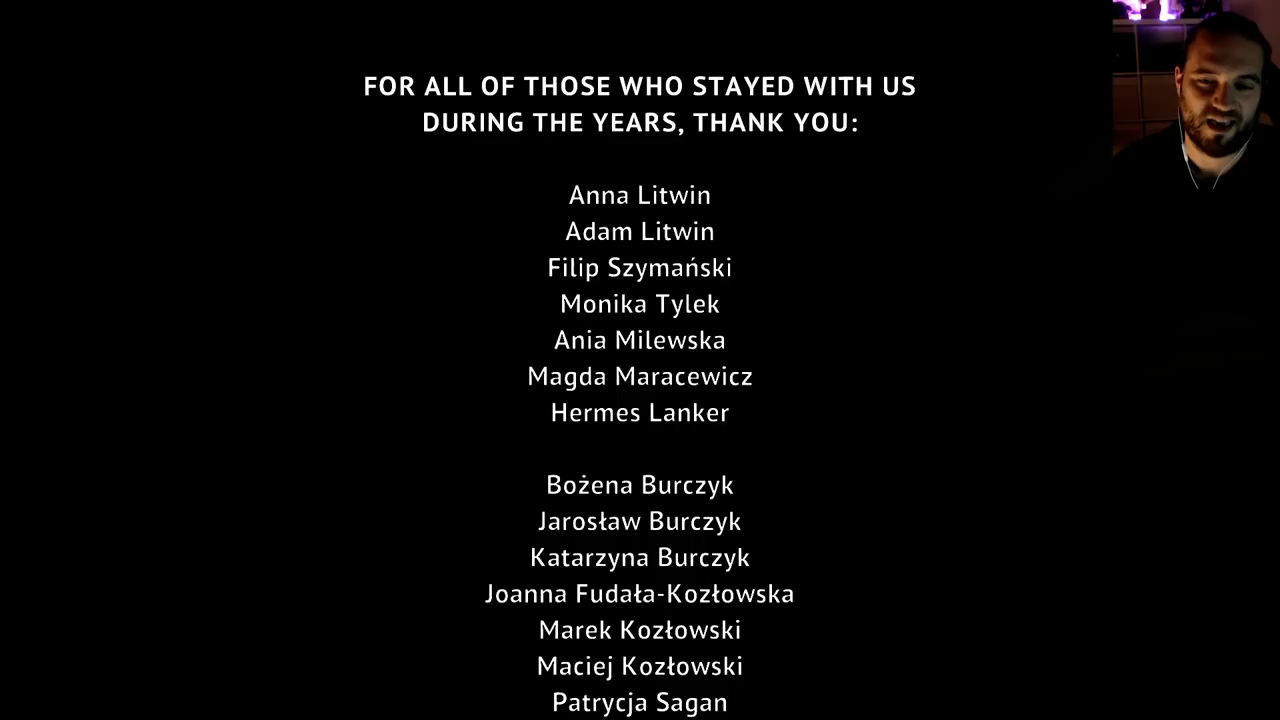 FOR ALL OF THOSE WHO STAYED WITH US
DURING THE YEARS, THANK YOU:
Anna Litwin
Adam Litwin
Filip Szymański
Monika Tylek
Ania Milewska
Magda Maracewicz
Hermes Lanker
Bożena Burczyk
Jarosław Burczyk
Katarzyna Burczyk
Joanna Fudała-Kozłowska
Marek Kozłowski
Maciej Kozłowski
Patrycja Sagan